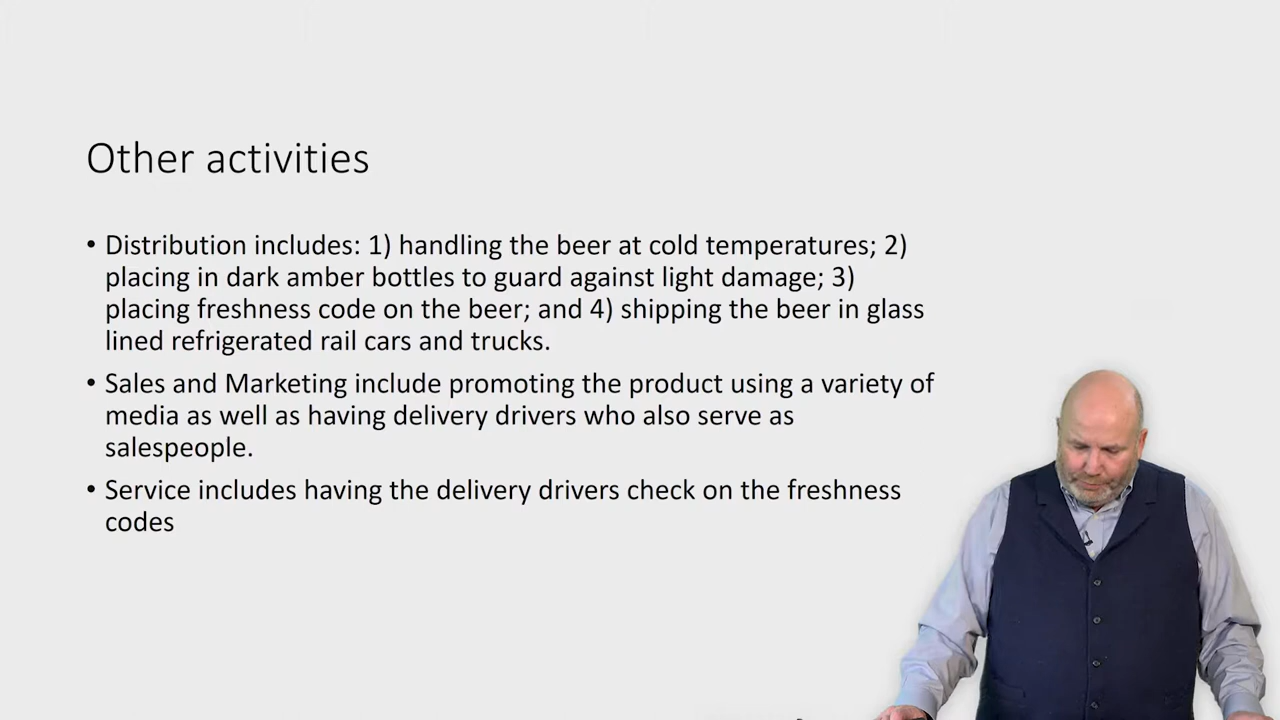 Other activities
• Distribution includes: 1) handling the beer at cold temperatures; 2)
placing in dark amber bottles to guard against light damage; 3)
placing freshness code on the beer; and 4) shipping the beer in glass
lined refrigerated rail cars and trucks.
• Sales and Marketing include promoting the product using a variety of
media as well as having delivery drivers who also serve as
salespeople.
• Service includes having the delivery drivers check on the freshness
codes